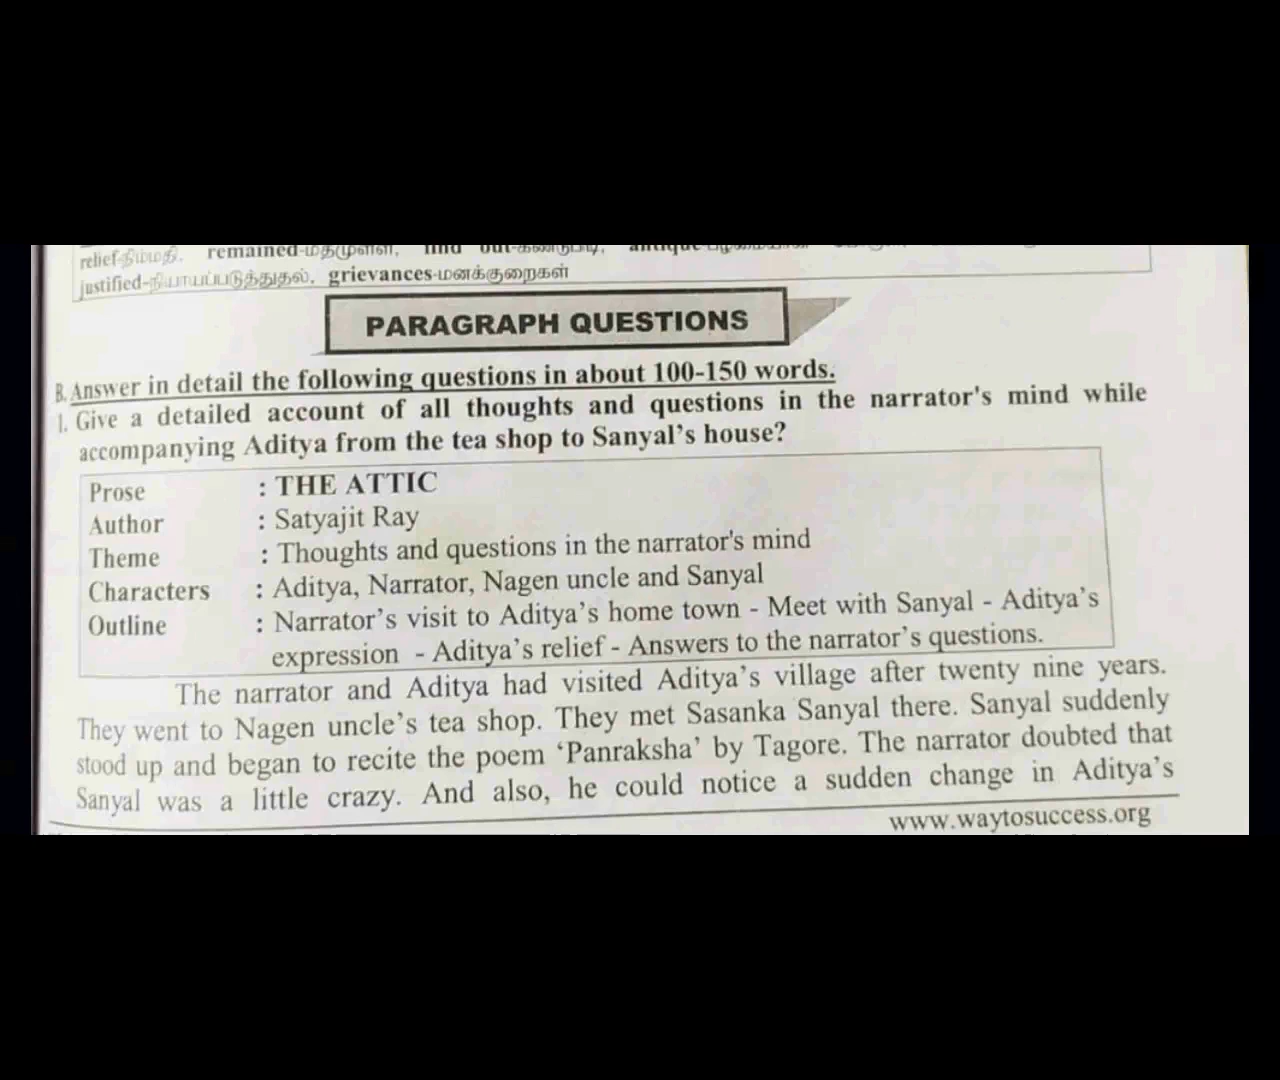 relief-நிம்மதி, remained-மீதமுள்ள, find out-கண்டுபிடி, antique-பழமையான
justified-நியாயப்படுத்துதல், grievances-மனக்குறைகள்
PARAGRAPH QUESTIONS
B. Answer in detail the following questions in about 100-150 words.
1. Give a detailed account of all thoughts and questions in the narrator's mind while
accompanying Aditya from the tea shop to Sanyal's house?
Prose : THE ATTIC
Author : Satyajit Ray
Theme : Thoughts and questions in the narrator's mind
Characters : Aditya, Narrator, Nagen uncle and Sanyal
Outline : Narrator's visit to Aditya's home town - Meet with Sanyal - Aditya's
expression - Aditya's relief - Answers to the narrator's questions.
The narrator and Aditya had visited Aditya's village after twenty nine years.
They went to Nagen uncle's tea shop. They met Sasanka Sanyal there. Sanyal suddenly
stood up and began to recite the poem 'Panraksha' by Tagore. The narrator doubted that
Sanyal was a little crazy. And also, he could notice a sudden change in Aditya's
www.waytosuccess.org